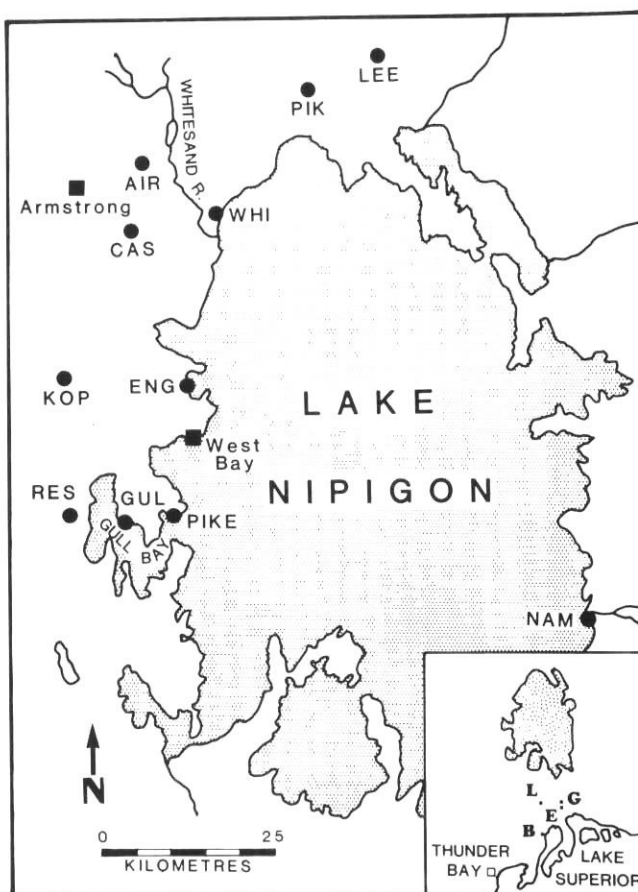 LEE
PIK
WHITESAND R.
AIR
Armstrong
WHI
CAS
ENG
KOP
LAKE
West
Bay
NIPIGON
RES
GUL
PIKE
GULL
BAY
NAM
N
0 25
KILOMETRES
L
G
E
B
THUNDER
BAY
LAKE
SUPERIOR